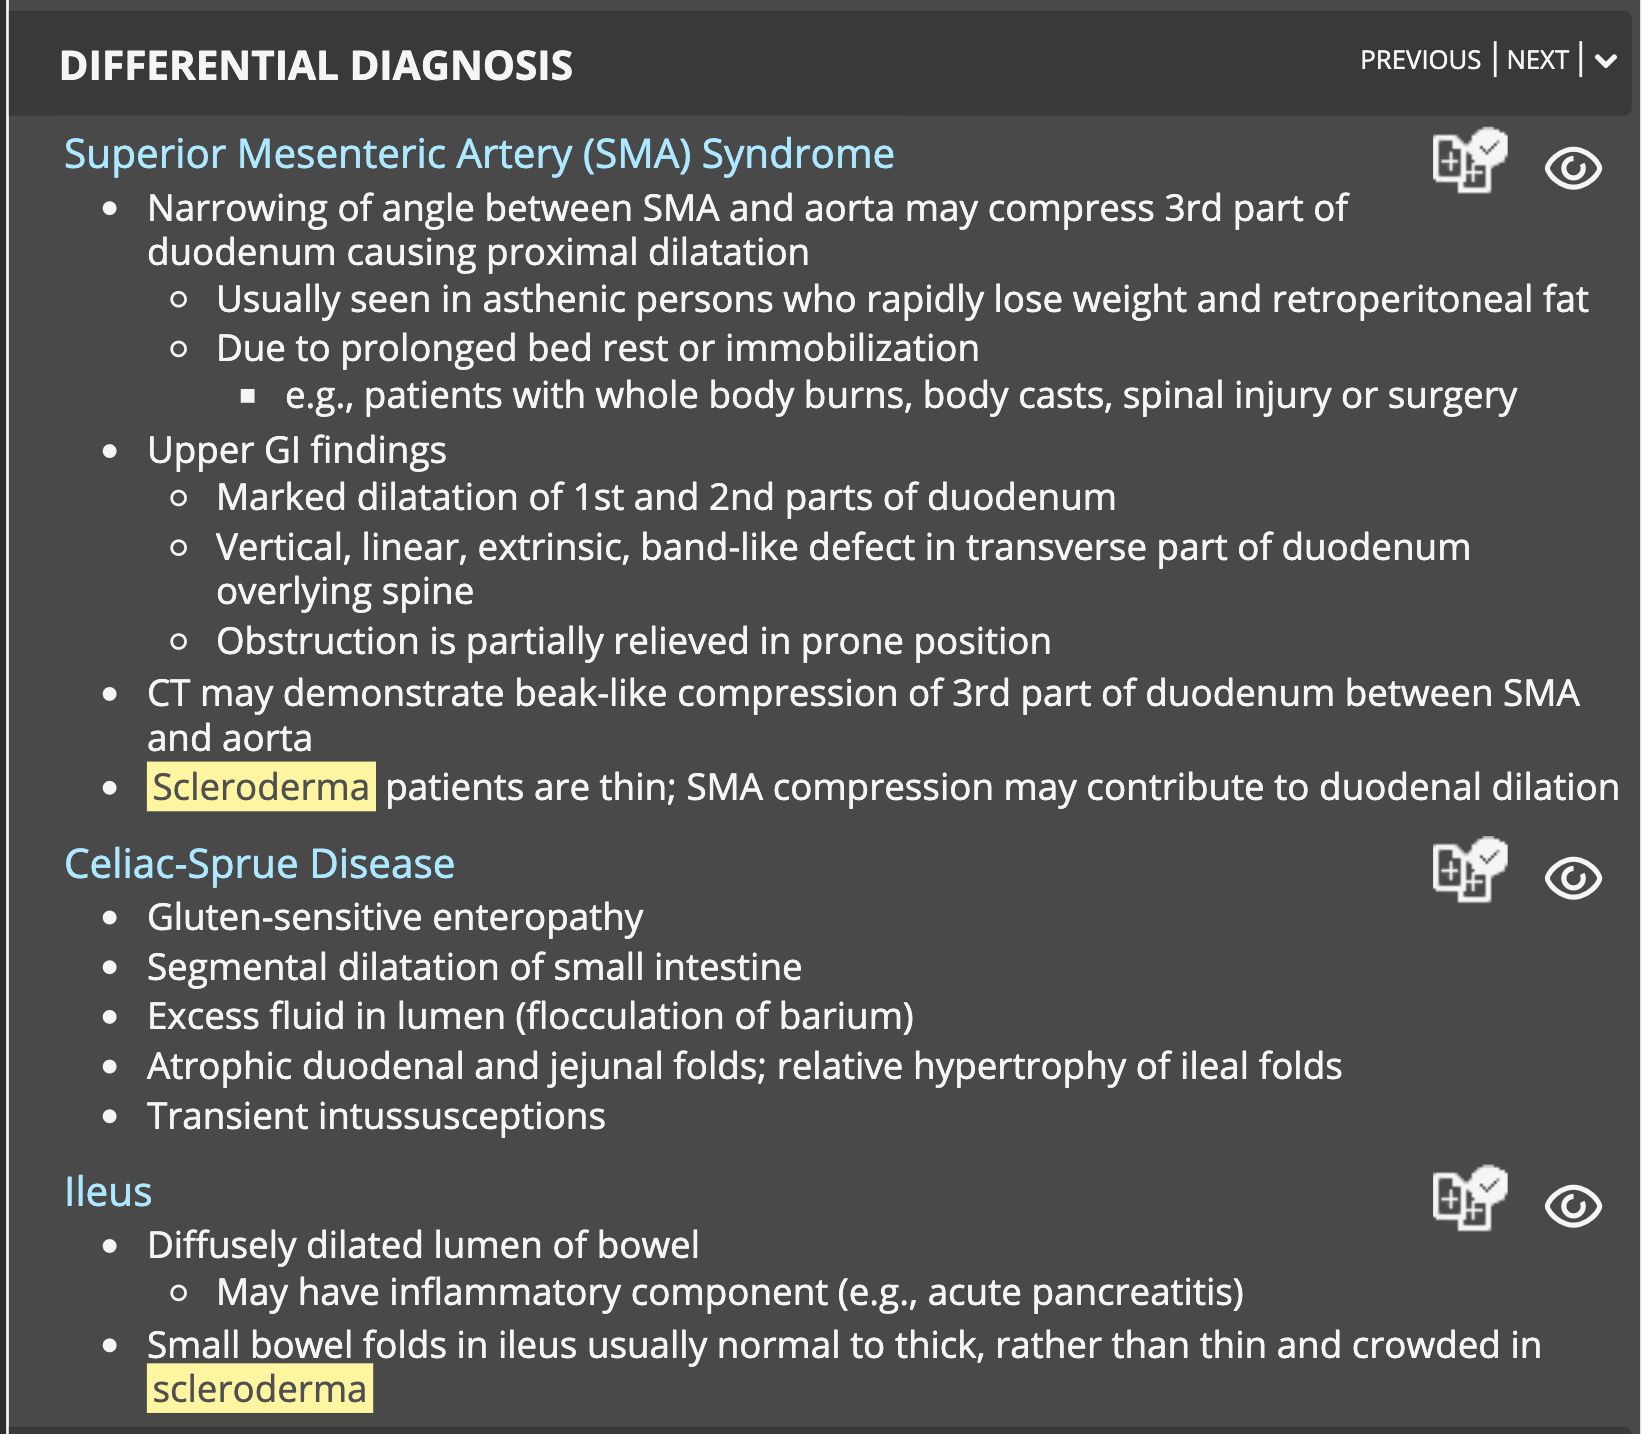 DIFFERENTIAL DIAGNOSIS
PREVIOUS | NEXT |
Superior Mesenteric Artery (SMA) Syndrome
• Narrowing of angle between SMA and aorta may compress 3rd part of
duodenum causing proximal dilatation
○ Usually seen in asthenic persons who rapidly lose weight and retroperitoneal fat
○ Due to prolonged bed rest or immobilization
▪ e.g., patients with whole body burns, body casts, spinal injury or surgery
• Upper GI findings
○ Marked dilatation of 1st and 2nd parts of duodenum
○ Vertical, linear, extrinsic, band-like defect in transverse part of duodenum
overlying spine
○ Obstruction is partially relieved in prone position
• CT may demonstrate beak-like compression of 3rd part of duodenum between SMA
and aorta
• Scleroderma patients are thin; SMA compression may contribute to duodenal dilation
Celiac-Sprue Disease
• Gluten-sensitive enteropathy
• Segmental dilatation of small intestine
• Excess fluid in lumen (flocculation of barium)
• Atrophic duodenal and jejunal folds; relative hypertrophy of ileal folds
• Transient intussusceptions
Ileus
• Diffusely dilated lumen of bowel
○ May have inflammatory component (e.g., acute pancreatitis)
• Small bowel folds in ileus usually normal to thick, rather than thin and crowded in
scleroderma